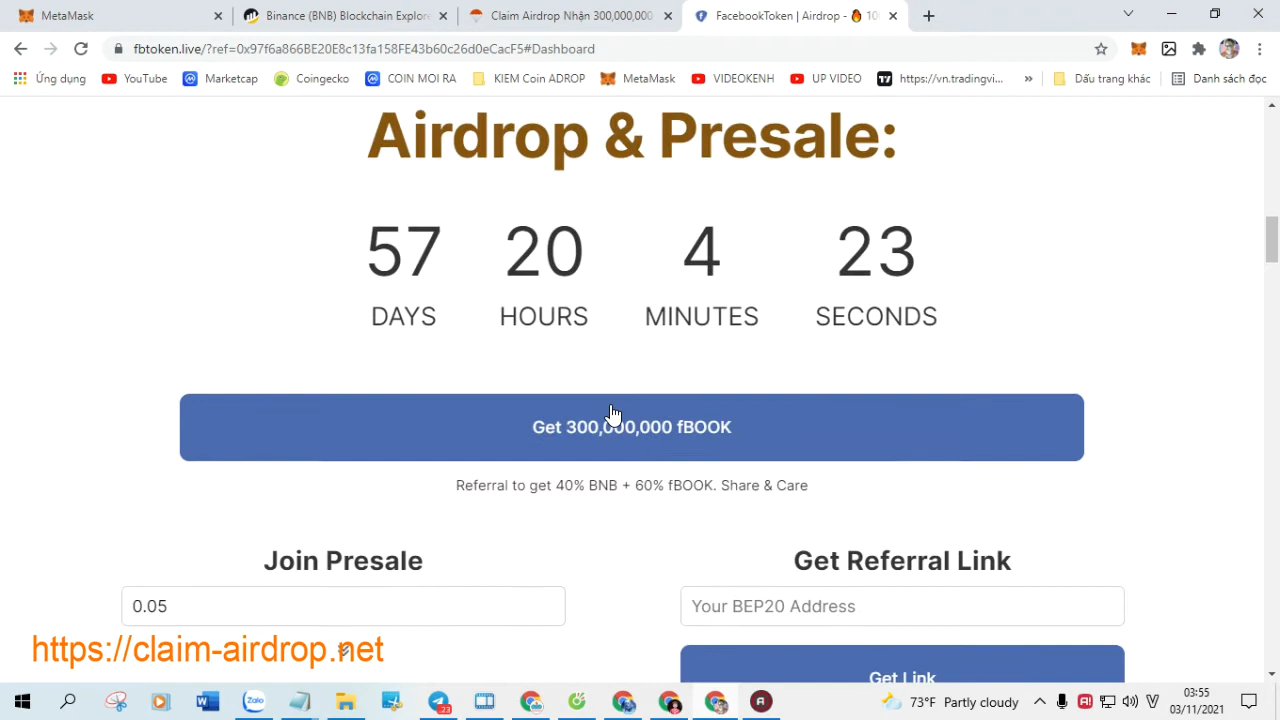 MetaMask
Binance (BNB) Explore
Claim Airdrop Nhận 300,000,000
FacebookToken | Airdrop - 🔥 10
fbtoken.live/?ref=0x97f6a866BE20E8c13fa158FE43b60c26d0eCacF5#Dashboard
Ứng dụng
YouTube
Marketcap
Coingecko
COIN MOI RA
KIEM Coin ADROP
MetaMask
VIDEOKENH
UP VIDEO
https://vn.tradingvi...
»
Dấu trang khác
Danh sách đọc
Airdrop & Presale:
57 20 4 23
DAYS HOURS MINUTES SECONDS
Get 300,000,000 fBOOK
Referral to get 40% BNB + 60% fBOOK. Share & Care
Join Presale
Get Referral Link
0.05
Your BEP20 Address
https://claim-airdrop.net
Get Link
Zalo
23
73°F Partly cloudy
03:55
03/11/2021